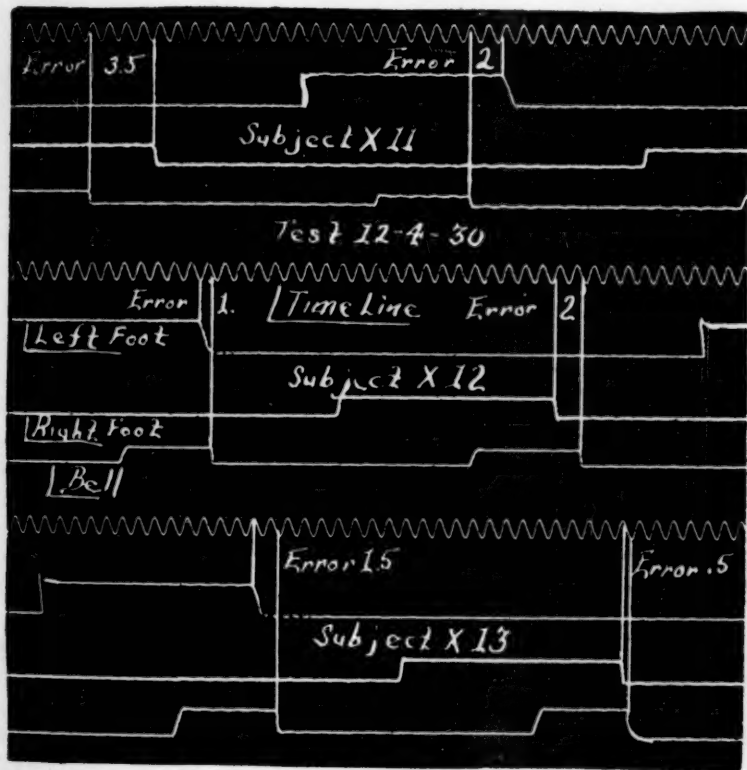 Error 3.5 Error 2
Subject X 11
Test 12-4-30
Error 1. Time Line Error 2
Left Foot
Subject X 12
Right Foot
Bell
Error 1.5 Error .5
Subject X 13